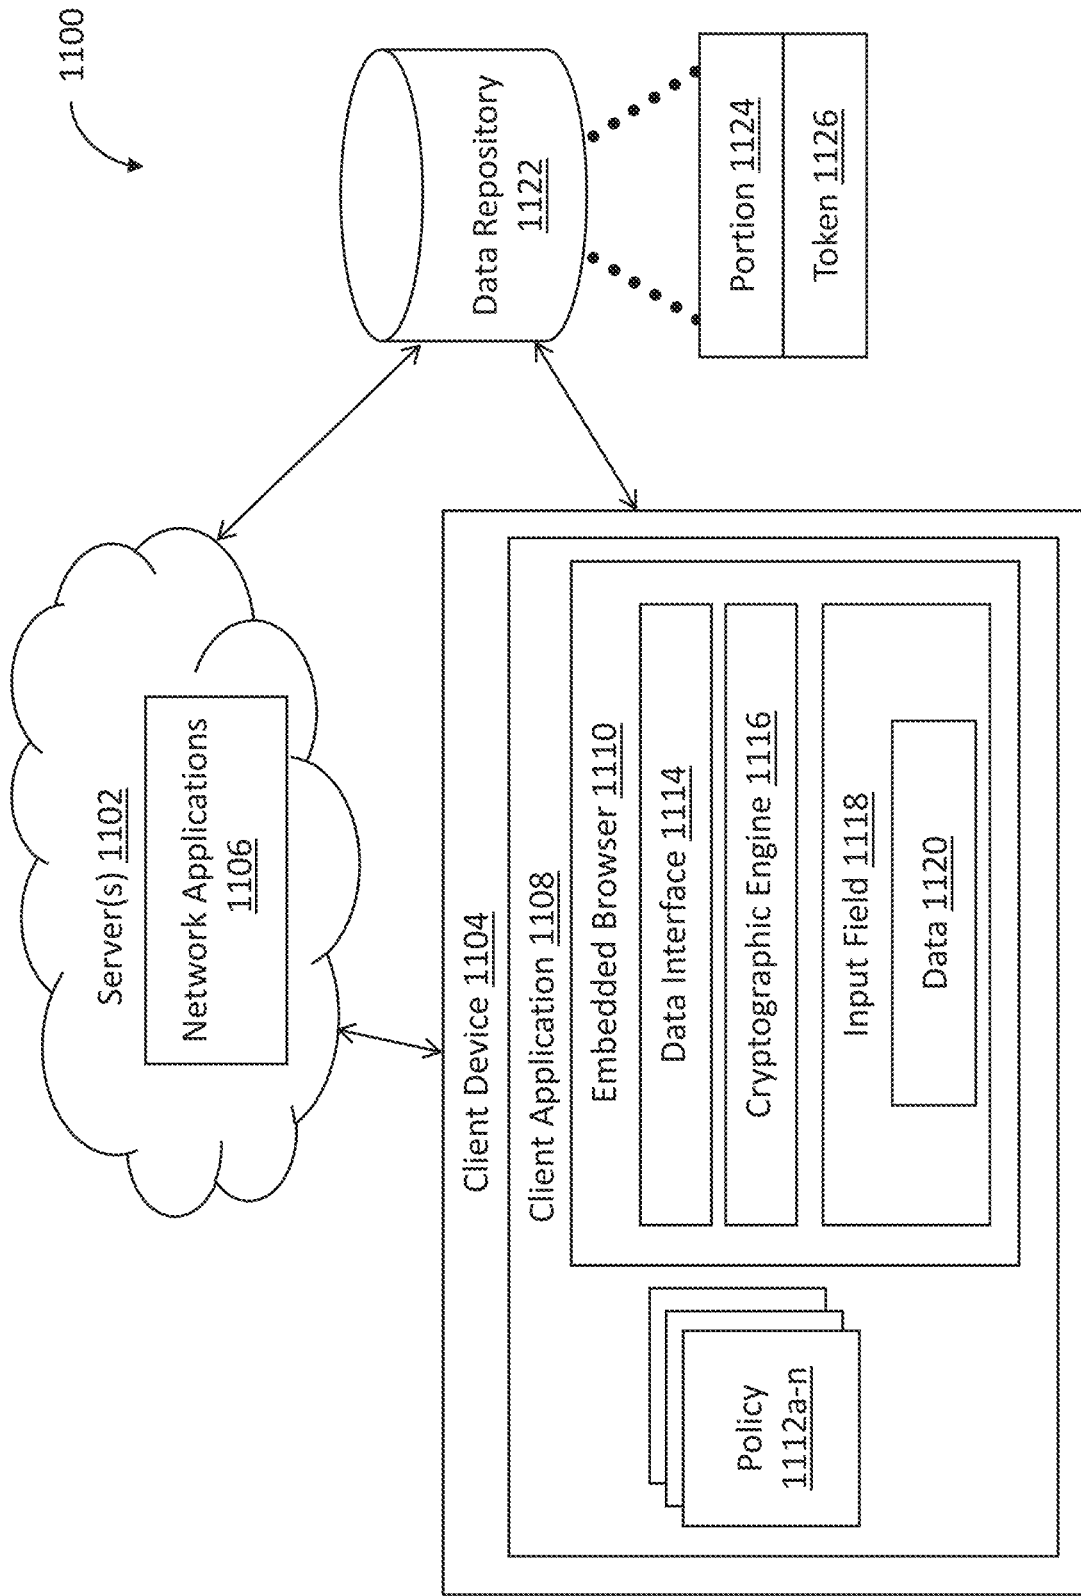 1100
Server(s) 1102
Network Applications
1106
Data Repository
1122
Portion 1124
Token 1126
Client Device 1104
Client Application 1108
Embedded Browser 1110
Data Interface 1114
Cryptographic Engine 1116
Input Field 1118
Data 1120
Policy
1112a-n